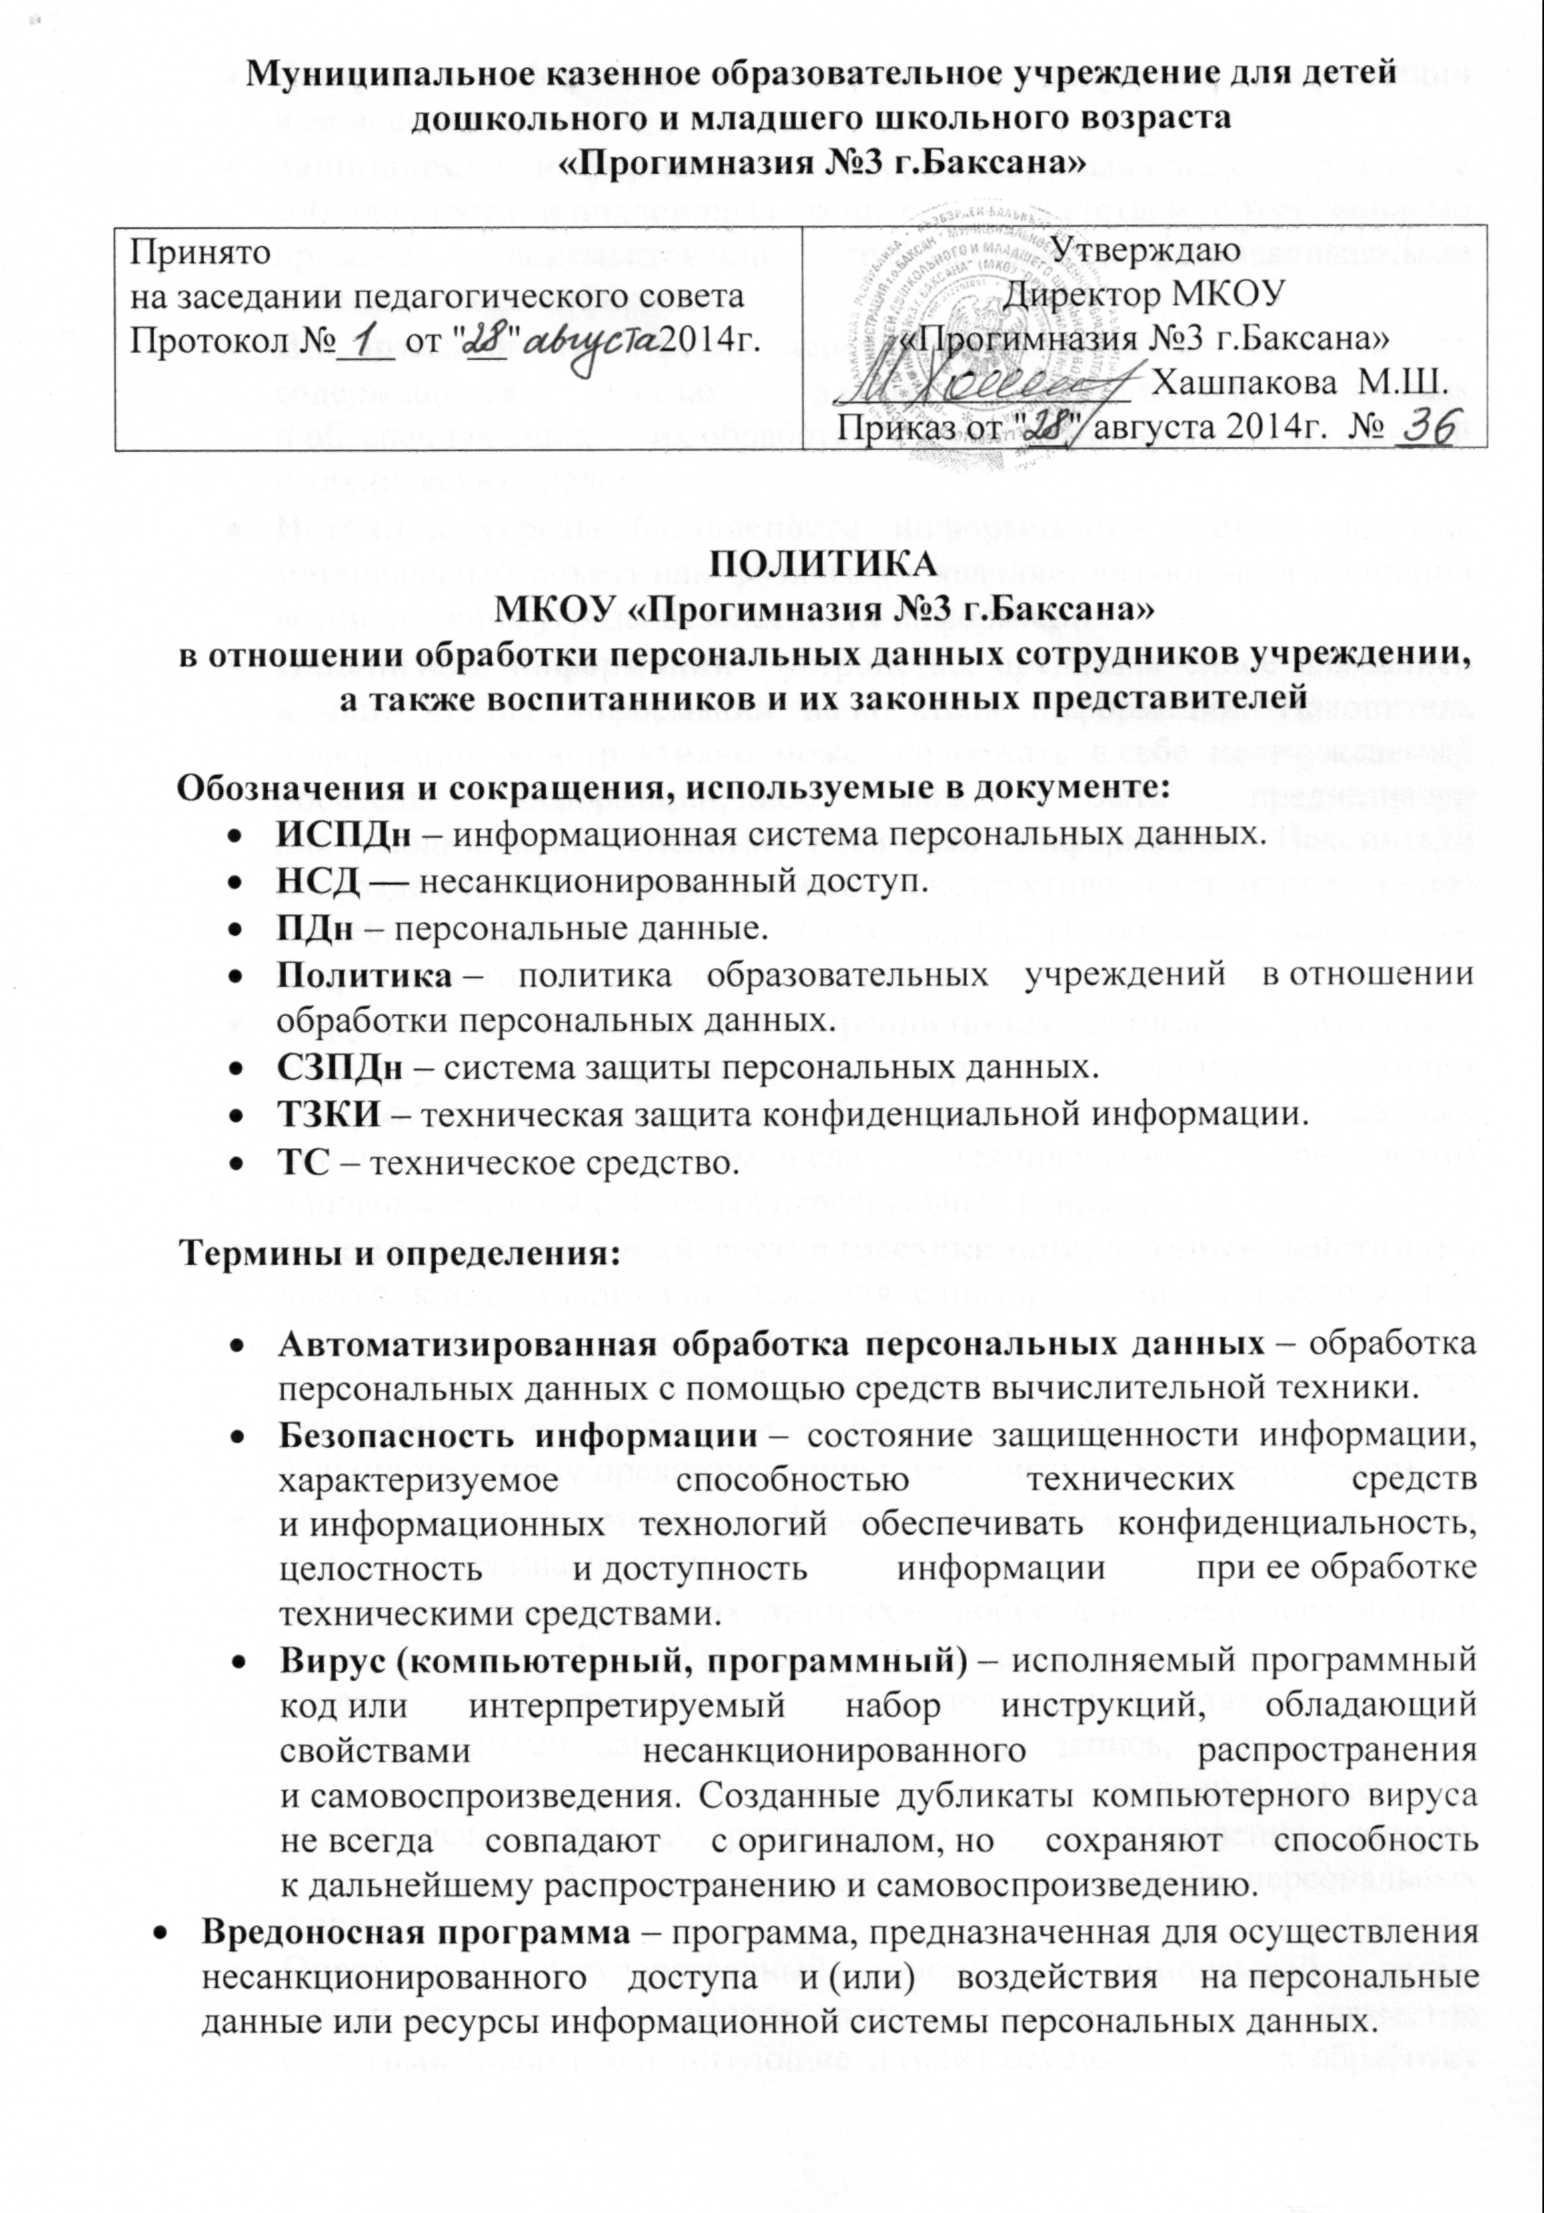 Муниципальное казенное образовательное учреждение для детей
дошкольного и младшего школьного возраста
«Прогимназия №3 г.Баксана»
Принято
на заседании педагогического совета
Протокол № 1 от "28" августа 2014г.
Утверждаю
Директор МКОУ
«Прогимназия №3 г.Баксана»
Хашпакова М.Ш.
Приказ от "28" августа 2014г. № 36
ПОЛИТИКА
МКОУ «Прогимназия №3 г.Баксана»
в отношении обработки персональных данных сотрудников учреждении,
а также воспитанников и их законных представителей
Обозначения и сокращения, используемые в документе:
• ИСПДн – информационная система персональных данных.
• НСД — несанкционированный доступ.
• ПДн – персональные данные.
• Политика – политика образовательных учреждений в отношении
обработки персональных данных.
• СЗПДн – система защиты персональных данных.
• ТЗКИ – техническая защита конфиденциальной информации.
• ТС – техническое средство.
Термины и определения:
• Автоматизированная обработка персональных данных – обработка
персональных данных с помощью средств вычислительной техники.
• Безопасность информации – состояние защищенности информации,
характеризуемое способностью технических средств
и информационных технологий обеспечивать конфиденциальность,
целостность и доступность информации при ее обработке
техническими средствами.
• Вирус (компьютерный, программный) – исполняемый программный
код или интерпретируемый набор инструкций, обладающий
свойствами несанкционированного распространения
и самовоспроизведения. Созданные дубликаты компьютерного вируса
не всегда совпадают с оригиналом, но сохраняют способность
к дальнейшему распространению и самовоспроизведению.
• Вредоносная программа – программа, предназначенная для осуществления
несанкционированного доступа и (или) воздействия на персональные
данные или ресурсы информационной системы персональных данных.